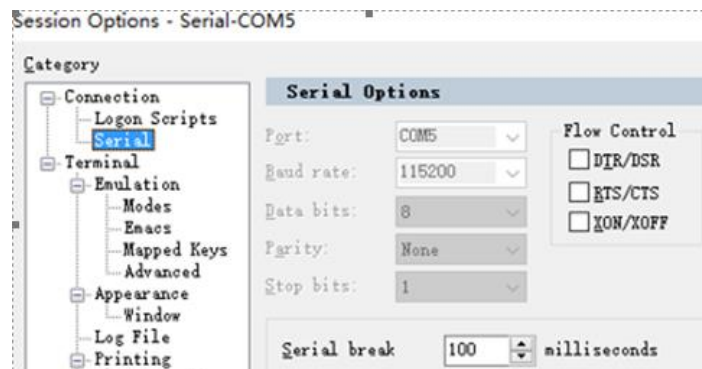 Session Options - Serial-COM5
Category
Connection
Logon Scripts
Serial
Terminal
Emulation
Modes
Emacs
Mapped Keys
Advanced
Appearance
Window
Log File
Printing
Serial Options
Port: COM5
Baud rate: 115200
Data bits: 8
Parity: None
Stop bits: 1
Flow Control
DTR/DSR
RTS/CTS
XON/XOFF
Serial break 100 milliseconds